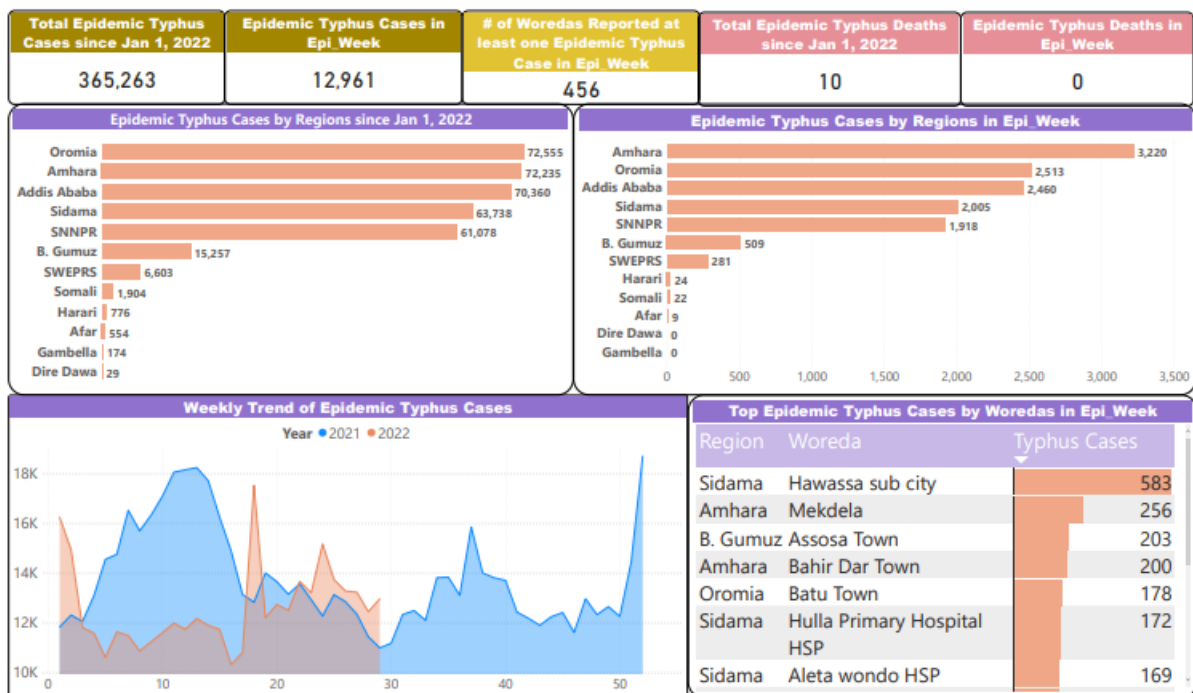 Total Epidemic Typhus
Cases since Jan 1, 2022
365,263
Epidemic Typhus Cases in
Epi_Week
12,961
# of Woredas Reported at
least one Epidemic Typhus
Case in Epi_Week
456
Total Epidemic Typhus Deaths
since Jan 1, 2022
10
Epidemic Typhus Deaths in
Epi_Week
0
Epidemic Typhus Cases by Regions since Jan 1, 2022
Oromia 72,555
Amhara 72,235
Addis Ababa 70,360
Sidama 63,738
SNNPR 61,078
B. Gumuz 15,257
SWEPRS 6,603
Somali 1,904
Harari 776
Afar 554
Gambella 174
Dire Dawa 29
Epidemic Typhus Cases by Regions in Epi_Week
Amhara 3,220
Oromia 2,513
Addis Ababa 2,460
Sidama 2,005
SNNPR 1,918
B. Gumuz 509
SWEPRS 281
Harari 24
Somali 22
Afar 9
Dire Dawa 0
Gambella 0
0 500 1,000 1,500 2,000 2,500 3,000 3,500
Weekly Trend of Epidemic Typhus Cases
Year 2021 2022
18K
16K
14K
12K
10K
0 10 20 30 40 50
Top Epidemic Typhus Cases by Woredas in Epi_Week
Region Woreda Typhus Cases
Sidama Hawassa sub city 583
Amhara Mekdela 256
B. Gumuz Assosa Town 203
Amhara Bahir Dar Town 200
Oromia Batu Town 178
Sidama Hulla Primary Hospital 172
HSP
Sidama Aleta wondo HSP 169